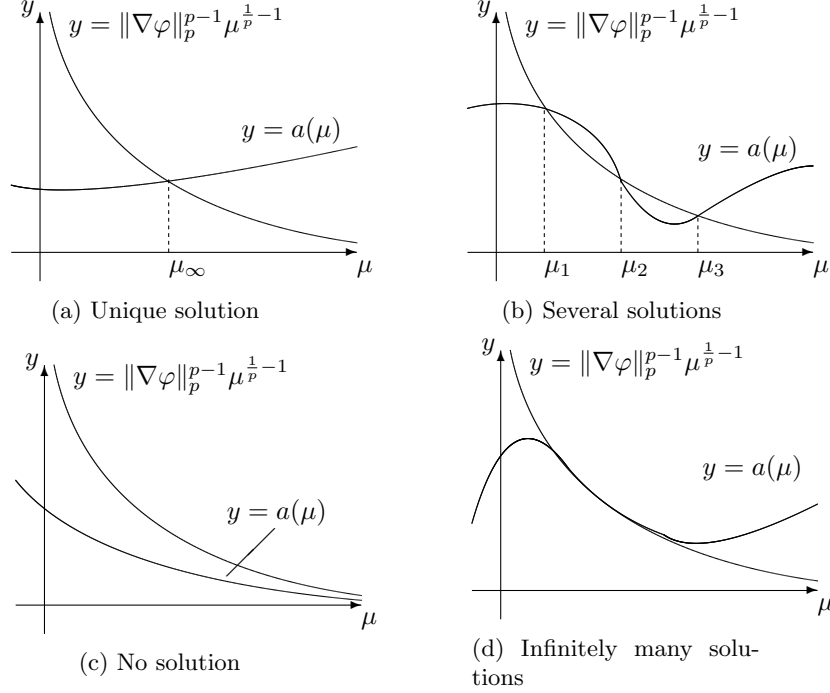 y y = ‖∇φ‖_p^{p−1} μ^{1/p −1}
y = a(μ)
μ_∞ μ
(a) Unique solution
y y = ‖∇φ‖_p^{p−1} μ^{1/p −1}
y = a(μ)
μ_1 μ_2 μ_3 μ
(b) Several solutions
y y = ‖∇φ‖_p^{p−1} μ^{1/p −1}
y = a(μ)
μ
(c) No solution
y y = ‖∇φ‖_p^{p−1} μ^{1/p −1}
y = a(μ)
μ
(d) Infinitely many solu-
tions